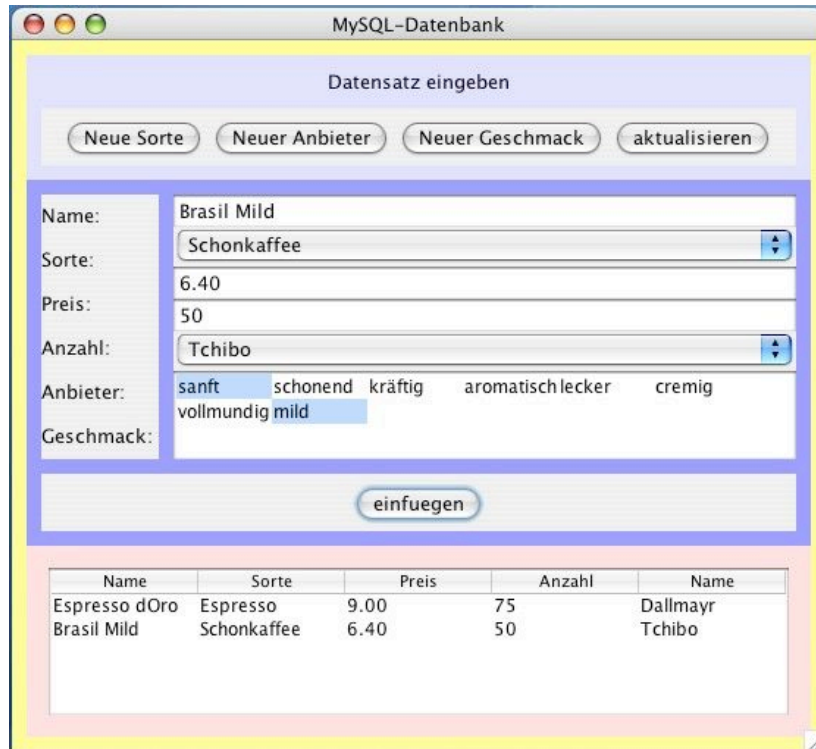 MySQL-Datenbank
Datensatz eingeben
Neue Sorte Neuer Anbieter Neuer Geschmack aktualisieren
Name: Brasil Mild
Sorte: Schonkaffee
Preis: 6.40
Anzahl: 50
Anbieter: Tchibo
Geschmack: sanft schonend kräftig aromatisch lecker cremig
vollmundig mild
einfuegen
Name Sorte Preis Anzahl Name
Espresso dOro Espresso 9.00 75 Dallmayr
Brasil Mild Schonkaffee 6.40 50 Tchibo